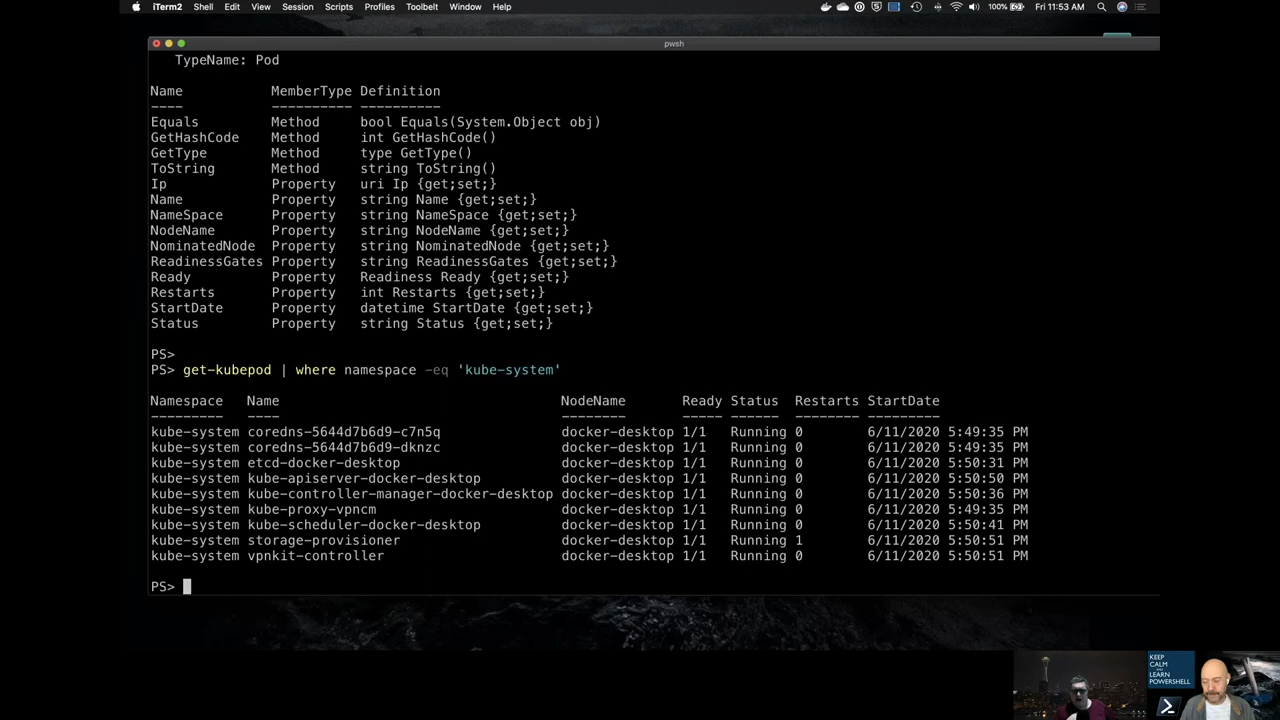 iTerm2 Shell Edit View Session Scripts Profiles Toolbelt Window Help 100% Fri 11:53 AM
pwsh
TypeName: Pod
Name MemberType Definition
---- ---------- ----------
Equals Method bool Equals(System.Object obj)
GetHashCode Method int GetHashCode()
GetType Method type GetType()
ToString Method string ToString()
Ip Property uri Ip {get;set;}
Name Property string Name {get;set;}
NameSpace Property string NameSpace {get;set;}
NodeName Property string NodeName {get;set;}
NominatedNode Property string NominatedNode {get;set;}
ReadinessGates Property string ReadinessGates {get;set;}
Ready Property Readiness Ready {get;set;}
Restarts Property int Restarts {get;set;}
StartDate Property datetime StartDate {get;set;}
Status Property string Status {get;set;}
PS>
PS> get-kubepod | where namespace -eq 'kube-system'
Namespace Name NodeName Ready Status Restarts StartDate
--------- ---- -------- ----- ------ -------- ---------
kube-system coredns-5644d7b6d9-c7n5q docker-desktop 1/1 Running 0 6/11/2020 5:49:35 PM
kube-system coredns-5644d7b6d9-dknzc docker-desktop 1/1 Running 0 6/11/2020 5:49:35 PM
kube-system etcd-docker-desktop docker-desktop 1/1 Running 0 6/11/2020 5:50:31 PM
kube-system kube-apiserver-docker-desktop docker-desktop 1/1 Running 0 6/11/2020 5:50:50 PM
kube-system kube-controller-manager-docker-desktop docker-desktop 1/1 Running 0 6/11/2020 5:50:36 PM
kube-system kube-proxy-vpncm docker-desktop 1/1 Running 0 6/11/2020 5:49:35 PM
kube-system kube-scheduler-docker-desktop docker-desktop 1/1 Running 0 6/11/2020 5:50:41 PM
kube-system storage-provisioner docker-desktop 1/1 Running 1 6/11/2020 5:50:51 PM
kube-system vpnkit-controller docker-desktop 1/1 Running 0 6/11/2020 5:50:51 PM
PS>
KEEP
CALM
AND
LEARN
POWERSHELL